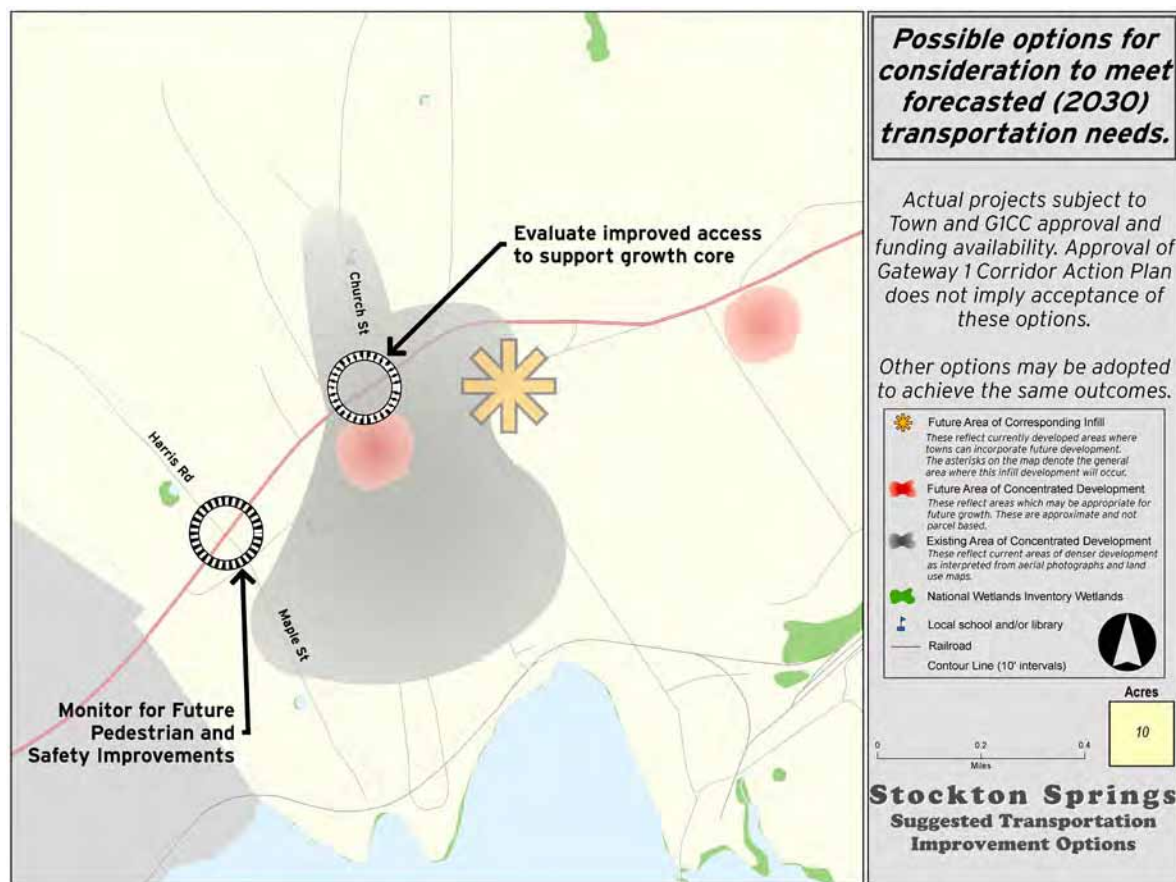 Evaluate improved access
to support growth core
Church St
Harris Rd
Maple St
Monitor for Future
Pedestrian and
Safety Improvements
Possible options for
consideration to meet
forecasted (2030)
transportation needs.
Actual projects subject to
Town and G1CC approval and
funding availability. Approval of
Gateway 1 Corridor Action Plan
does not imply acceptance of
these options.
Other options may be adopted
to achieve the same outcomes.
Future Area of Corresponding Infill
These reflect currently developed areas where
towns can incorporate future development.
The asterisks on the map denote the general
area where this infill development will occur.
Future Area of Concentrated Development
These reflect areas which may be appropriate for
future growth. These are approximate and not
parcel based.
Existing Area of Concentrated Development
These reflect current areas of denser development
as interpreted from aerial photographs and land
use maps.
National Wetlands Inventory Wetlands
Local school and/or library
Railroad
Contour Line (10' intervals)
Acres
10
0 0.2 0.4
Miles
Stockton Springs
Suggested Transportation
Improvement Options